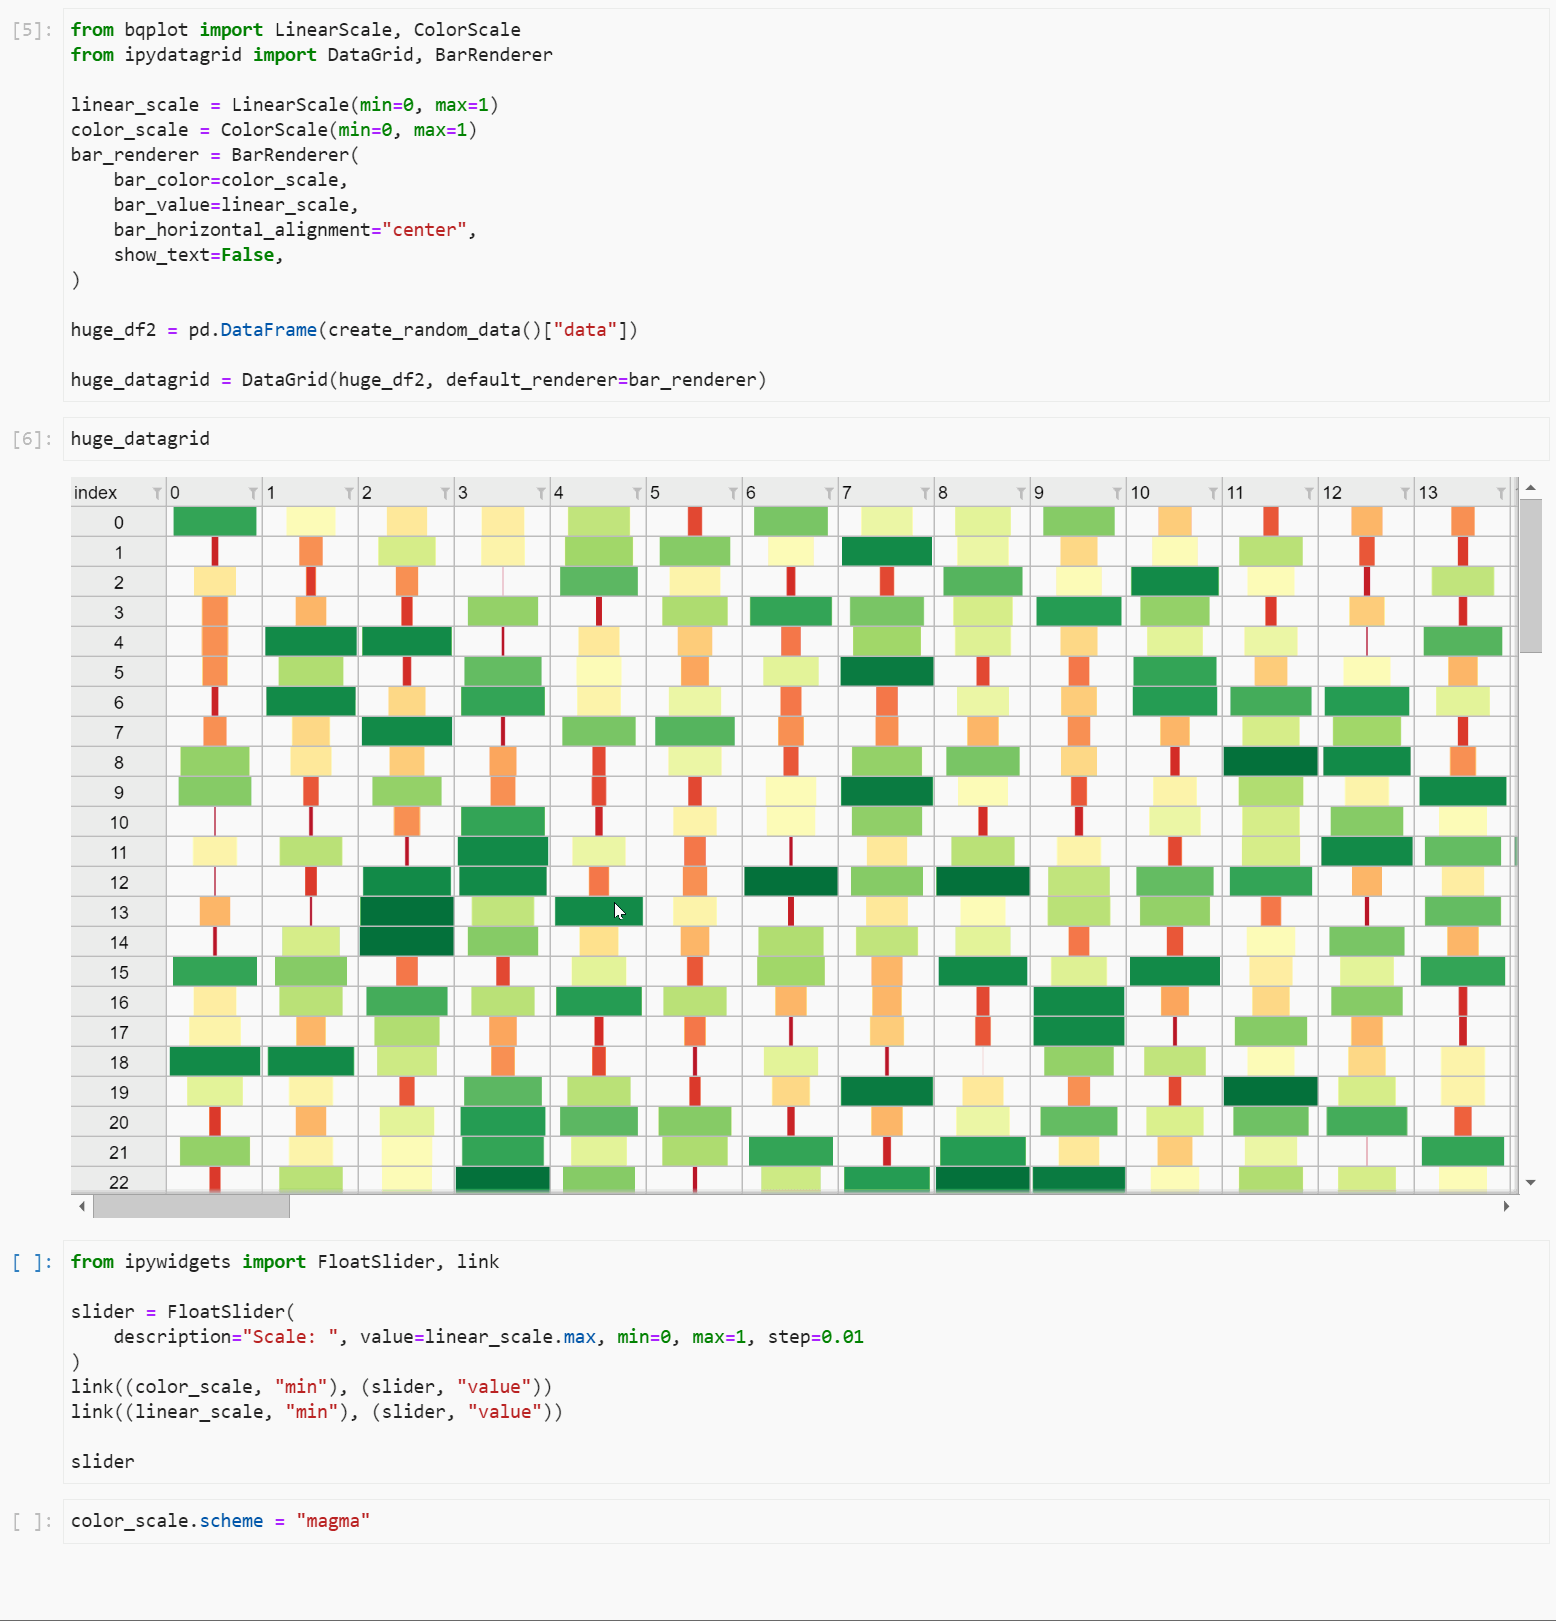 [5]: from bqplot import LinearScale, ColorScale
from ipydatagrid import DataGrid, BarRenderer
linear_scale = LinearScale(min=0, max=1)
color_scale = ColorScale(min=0, max=1)
bar_renderer = BarRenderer(
    bar_color=color_scale,
    bar_value=linear_scale,
    bar_horizontal_alignment="center",
    show_text=False,
)
huge_df2 = pd.DataFrame(create_random_data()["data"])
huge_datagrid = DataGrid(huge_df2, default_renderer=bar_renderer)
[6]: huge_datagrid
index 0 1 2 3 4 5 6 7 8 9 10 11 12 13
0
1
2
3
4
5
6
7
8
9
10
11
12
13
14
15
16
17
18
19
20
21
22
[ ]: from ipywidgets import FloatSlider, link
slider = FloatSlider(
    description="Scale: ", value=linear_scale.max, min=0, max=1, step=0.01
)
link((color_scale, "min"), (slider, "value"))
link((linear_scale, "min"), (slider, "value"))
slider
[ ]: color_scale.scheme = "magma"